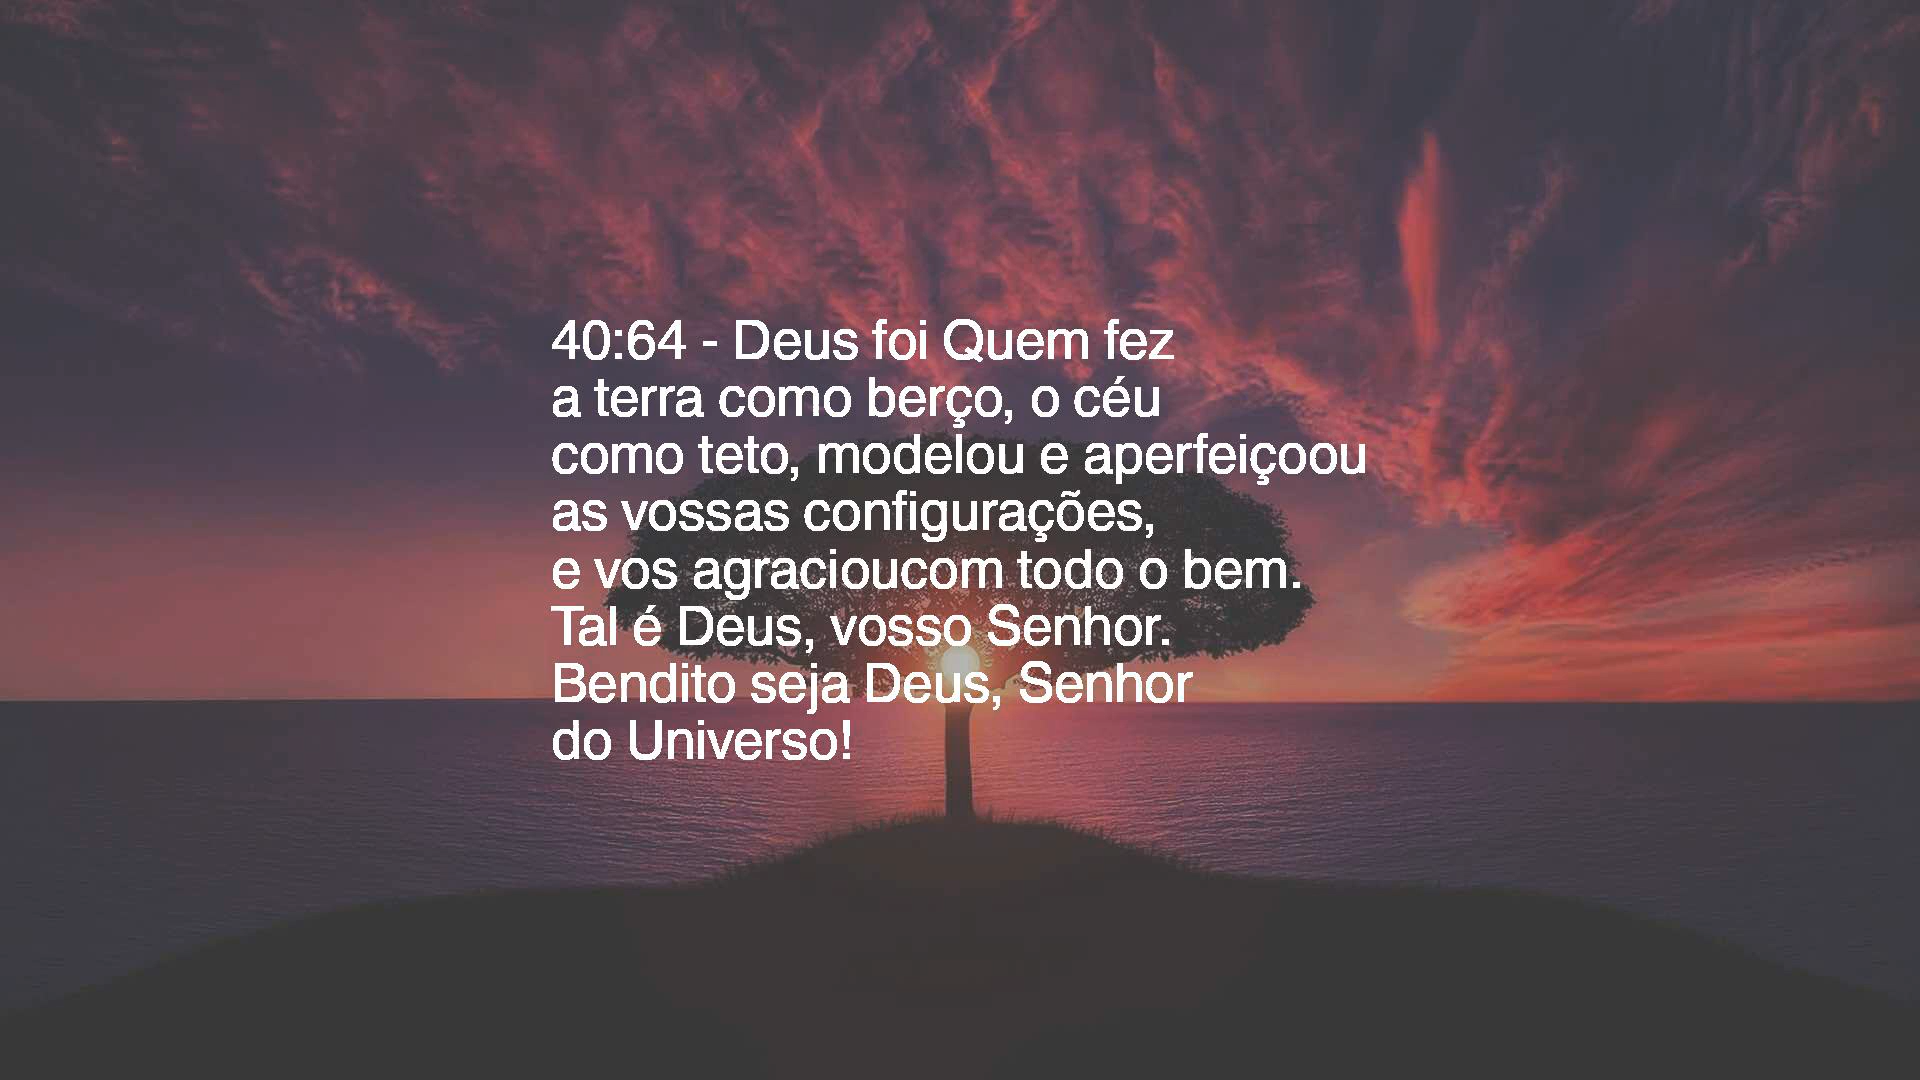 40:64 - Deus foi Quem fez
a terra como berço, o céu
como teto, modelou e aperfeiçoou
as vossas configurações,
e vos agracioucom todo o bem.
Tal é Deus, vosso Senhor.
Bendito seja Deus, Senhor
do Universo!